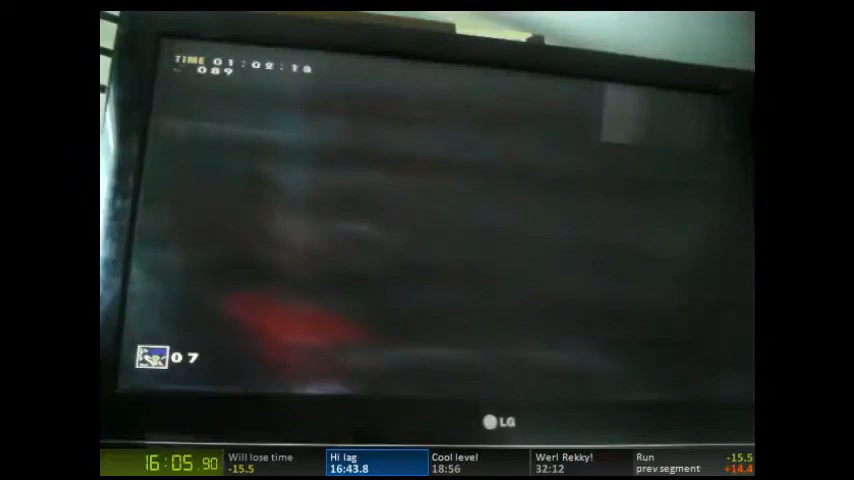 TIME 01:02:18
089
07
LG
16:05.90
Will lose time
-15.5
Hi lag
16:43.8
Cool level
18:56
Werl Rekky!
32:12
Run -15.5
prev segment +14.4